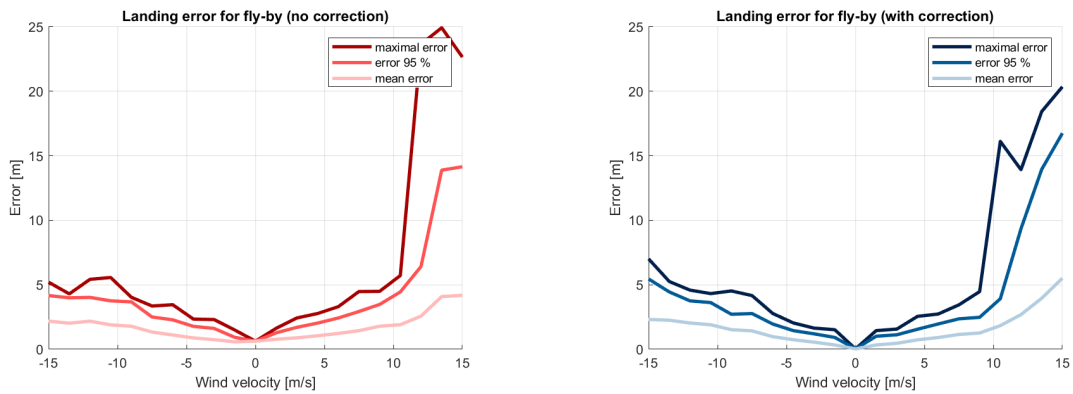 Landing error for fly-by (no correction)
25
20
15
10
5
0
Error [m]
maximal error
error 95 %
mean error
-15
-10
-5
0
5
10
15
Wind velocity [m/s]
Landing error for fly-by (with correction)
25
20
15
10
5
0
Error [m]
maximal error
error 95 %
mean error
-15
-10
-5
0
5
10
15
Wind velocity [m/s]